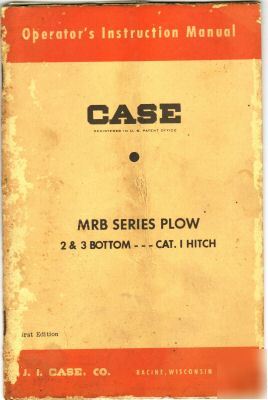 Operator's Instruction Manual
CASE
REGISTERED IN U. S. PATENT OFFICE
MRB SERIES PLOW
2 & 3 BOTTOM --- CAT. I HITCH
irst Edition
J. I. CASE. CO.
RACINE, WISCONSIN